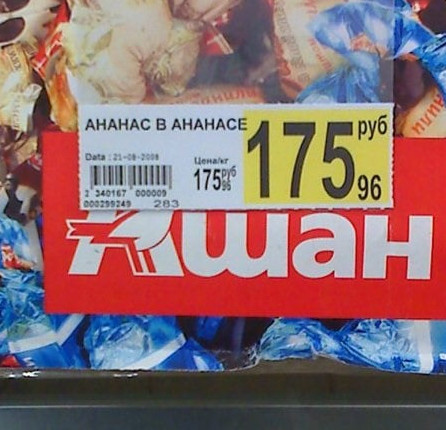 АНАНАС В АНАНАСЕ
Data : 21-08-2009
Цена/кг
175 руб 96
175 руб 96
2 340167 000009
000299249 283
Ашан